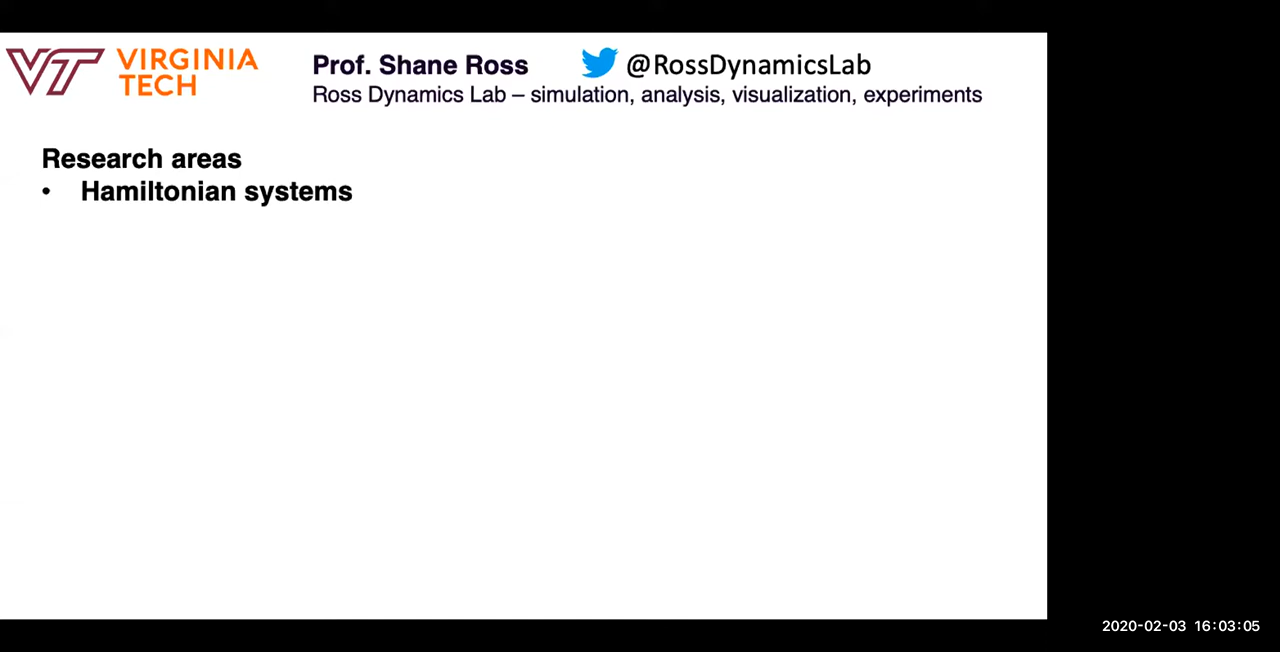 VT VIRGINIA TECH
Prof. Shane Ross @RossDynamicsLab
Ross Dynamics Lab – simulation, analysis, visualization, experiments
Research areas
• Hamiltonian systems
2020-02-03 16:03:05